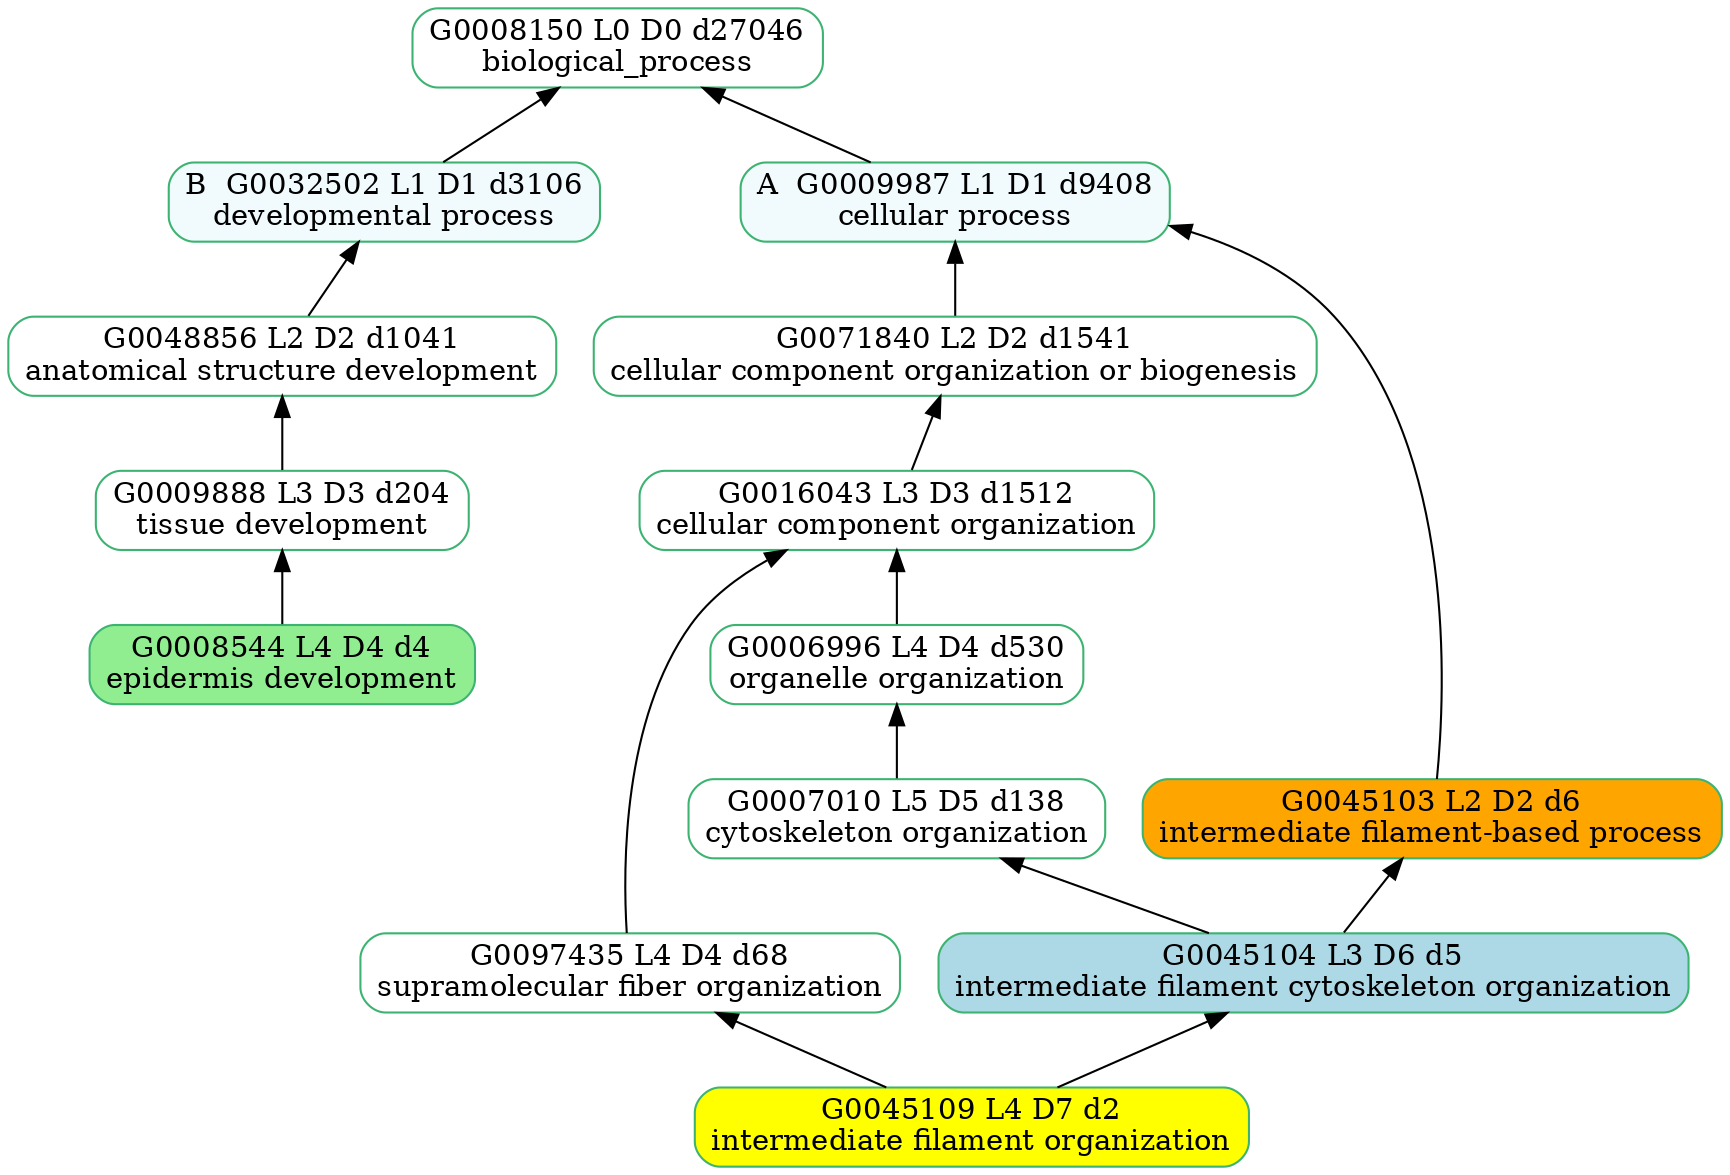 G0008150 L0 D0 d27046
biological_process
B  G0032502 L1 D1 d3106
developmental process
A  G0009987 L1 D1 d9408
cellular process
G0048856 L2 D2 d1041
anatomical structure development
G0071840 L2 D2 d1541
cellular component organization or biogenesis
G0009888 L3 D3 d204
tissue development
G0016043 L3 D3 d1512
cellular component organization
G0008544 L4 D4 d4
epidermis development
G0006996 L4 D4 d530
organelle organization
G0007010 L5 D5 d138
cytoskeleton organization
G0045103 L2 D2 d6
intermediate filament-based process
G0097435 L4 D4 d68
supramolecular fiber organization
G0045104 L3 D6 d5
intermediate filament cytoskeleton organization
G0045109 L4 D7 d2
intermediate filament organization